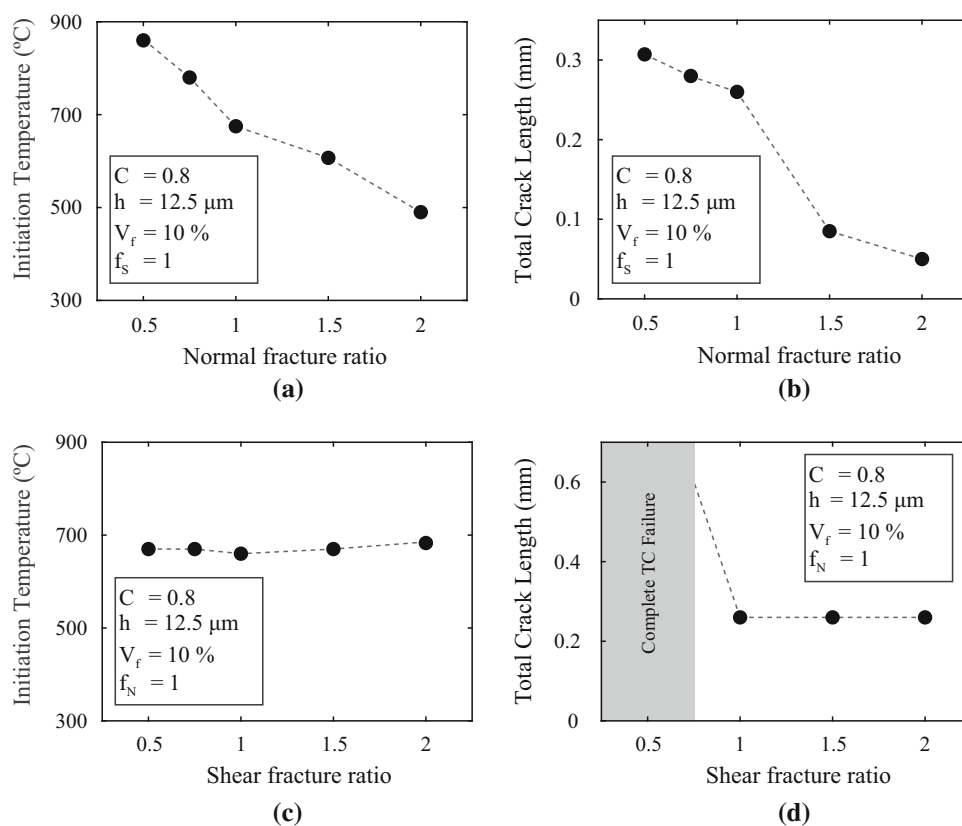 900
700
500
300
Initiation Temperature (ºC)
C = 0.8
h = 12.5 μm
V_f = 10 %
f_S = 1
0.5 1 1.5 2
Normal fracture ratio
(a)
0.3
0.2
0.1
0
Total Crack Length (mm)
C = 0.8
h = 12.5 μm
V_f = 10 %
f_S = 1
0.5 1 1.5 2
Normal fracture ratio
(b)
900
700
500
300
Initiation Temperature (ºC)
C = 0.8
h = 12.5 μm
V_f = 10 %
f_N = 1
0.5 1 1.5 2
Shear fracture ratio
(c)
0.6
0.4
0.2
0
Total Crack Length (mm)
Complete TC Failure
C = 0.8
h = 12.5 μm
V_f = 10 %
f_N = 1
0.5 1 1.5 2
Shear fracture ratio
(d)